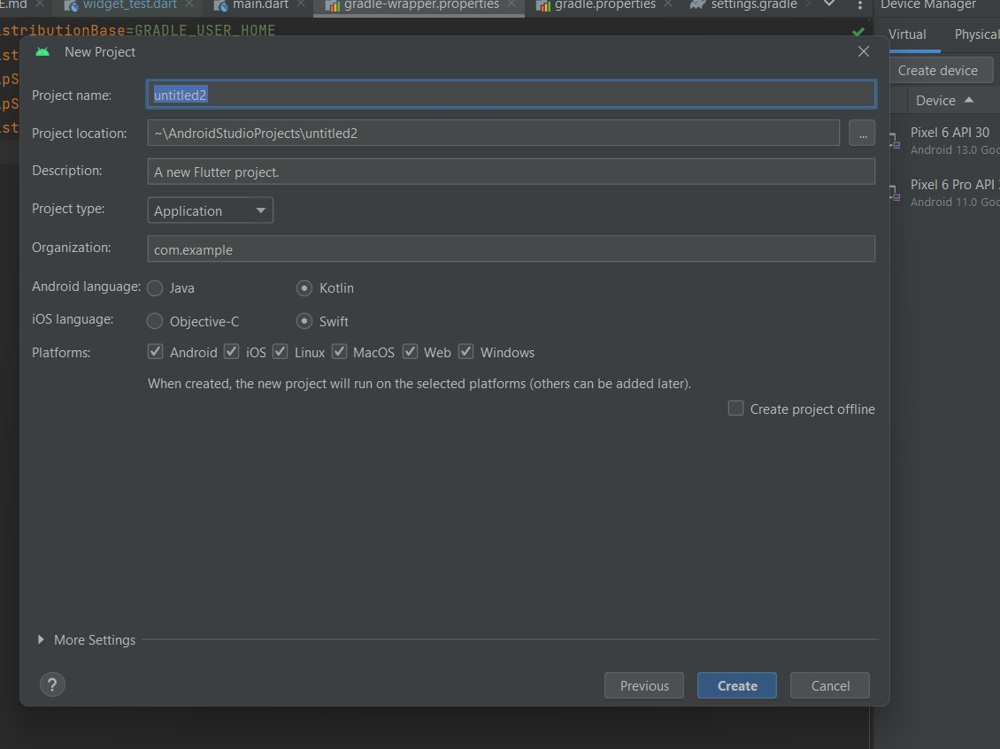 E.md widget_test.dart main.dart gradle-wrapper.properties gradle.properties settings.gradle Device Manager
stributionBase=GRADLE_USER_HOME
New Project
Virtual Physical
Create device
Device
Pixel 6 API 30
Android 13.0 Goo
Pixel 6 Pro API
Android 11.0 Goo
Project name: untitled2
Project location: ~\AndroidStudioProjects\untitled2 ...
Description: A new Flutter project.
Project type: Application
Organization: com.example
Android language: Java Kotlin
iOS language: Objective-C Swift
Platforms: Android iOS Linux MacOS Web Windows
When created, the new project will run on the selected platforms (others can be added later).
Create project offline
More Settings
? Previous Create Cancel